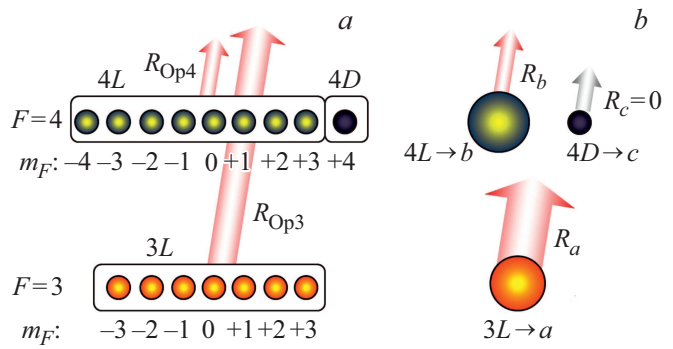 a
4L
R_Op4
4D
F=4
m_F: –4 –3 –2 –1 0 +1 +2 +3 +4
R_Op3
3L
F=3
m_F: –3 –2 –1 0 +1 +2 +3
b
R_b
R_c=0
4L→b
4D→c
R_a
3L→a